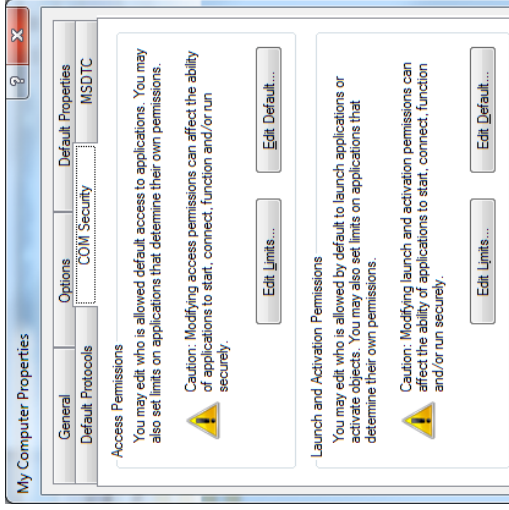 My Computer Properties
General
Options
Default Properties
Default Protocols
COM Security
MSDTC
Access Permissions
You may edit who is allowed default access to applications. You may
also set limits on applications that determine their own permissions.
Caution: Modifying access permissions can affect the ability
of applications to start, connect, function and/or run
securely.
Edit Limits...
Edit Default...
Launch and Activation Permissions
You may edit who is allowed by default to launch applications or
activate objects. You may also set limits on applications that
determine their own permissions.
Caution: Modifying launch and activation permissions can
affect the ability of applications to start, connect, function
and/or run securely.
Edit Limits...
Edit Default...